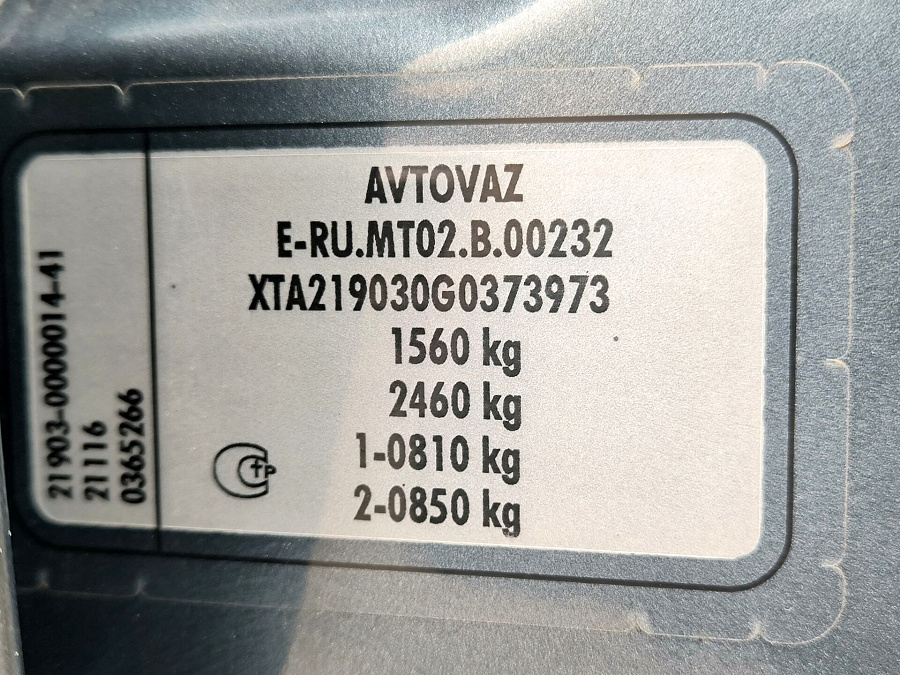 AVTOVAZ
E-RU.MT02.B.00232
XTA219030G0373973
1560 kg
2460 kg
1-0810 kg
2-0850 kg
21903-0000014-41
21116
0365266